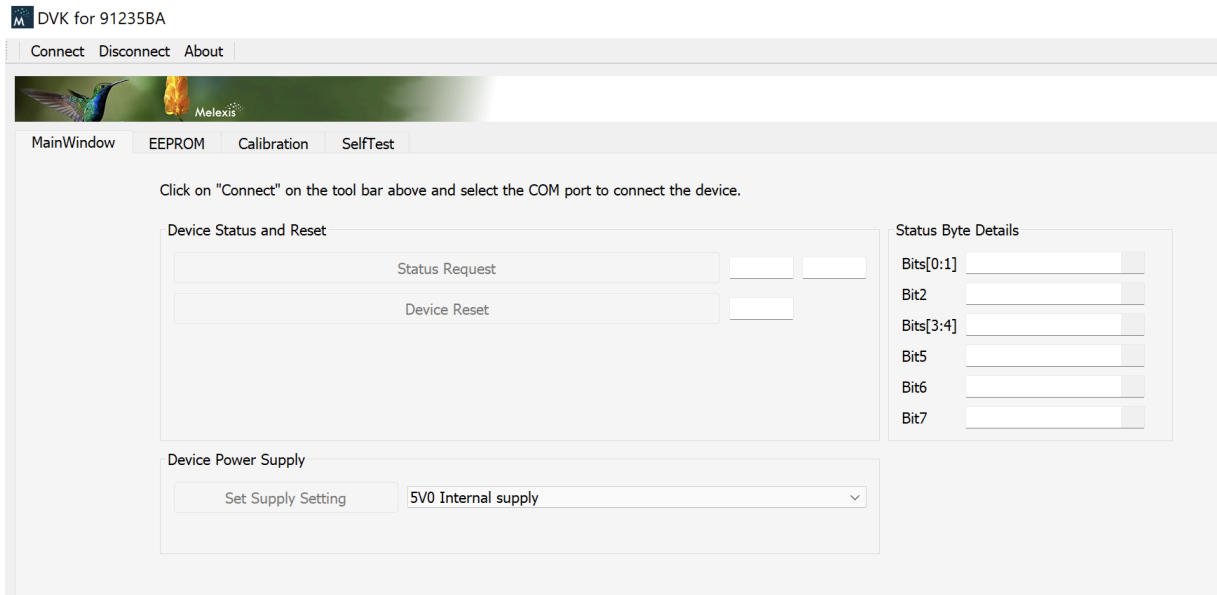 DVK for 91235BA
Connect Disconnect About
Melexis
MainWindow EEPROM Calibration SelfTest
Click on "Connect" on the tool bar above and select the COM port to connect the device.
Device Status and Reset
Status Request
Device Reset
Status Byte Details
Bits[0:1]
Bit2
Bits[3:4]
Bit5
Bit6
Bit7
Device Power Supply
Set Supply Setting 5V0 Internal supply